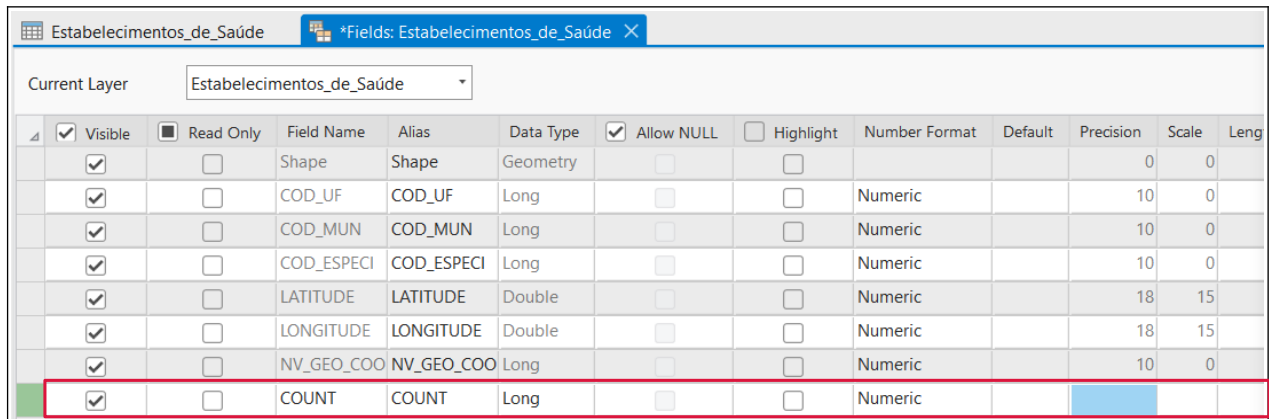 Estabelecimentos_de_Saúde *Fields: Estabelecimentos_de_Saúde
Current Layer Estabelecimentos_de_Saúde
Visible Read Only Field Name Alias Data Type Allow NULL Highlight Number Format Default Precision Scale Leng
Shape Shape Geometry 0 0
COD_UF COD_UF Long Numeric 10 0
COD_MUN COD_MUN Long Numeric 10 0
COD_ESPECI COD_ESPECI Long Numeric 10 0
LATITUDE LATITUDE Double Numeric 18 15
LONGITUDE LONGITUDE Double Numeric 18 15
NV_GEO_COO NV_GEO_COO Long Numeric 10 0
COUNT COUNT Long Numeric